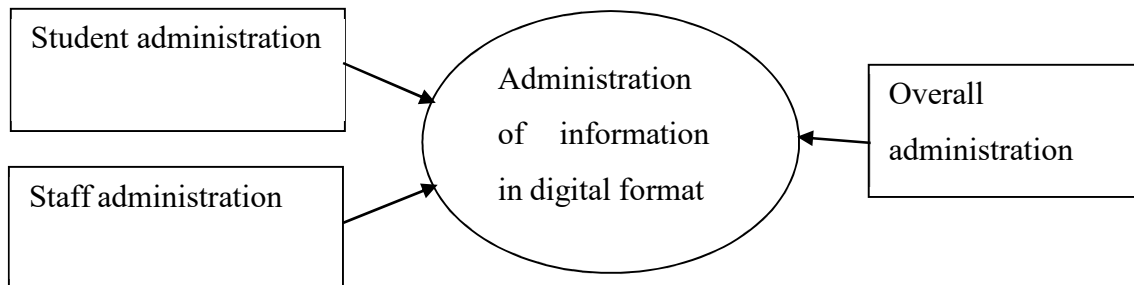 Student administration
Staff administration
Administration
of information
in digital format
Overall
administration